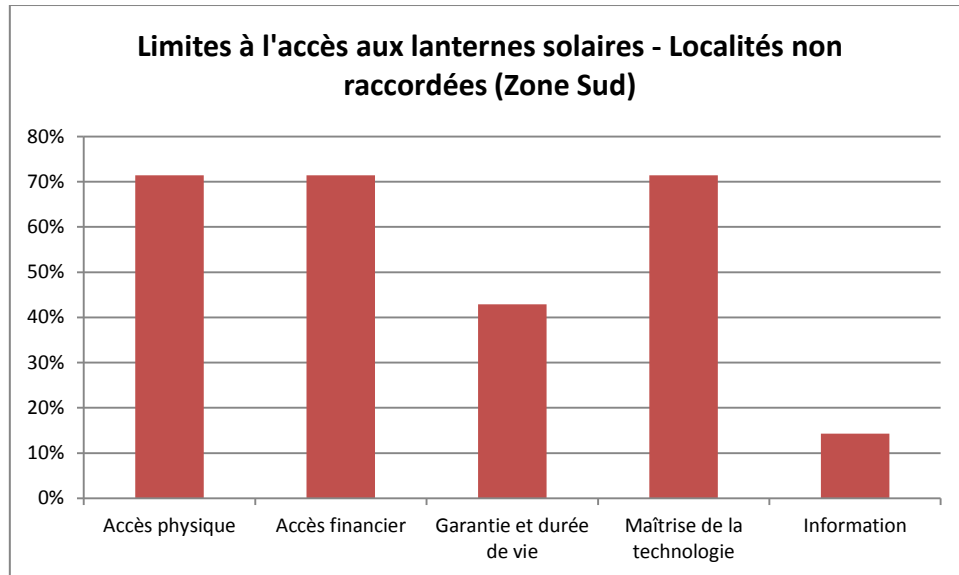 Limites à l'accès aux lanternes solaires - Localités non
raccordées (Zone Sud)
80%
70%
60%
50%
40%
30%
20%
10%
0%
Accès physique
Accès financier
Garantie et durée
de vie
Maîtrise de la
technologie
Information